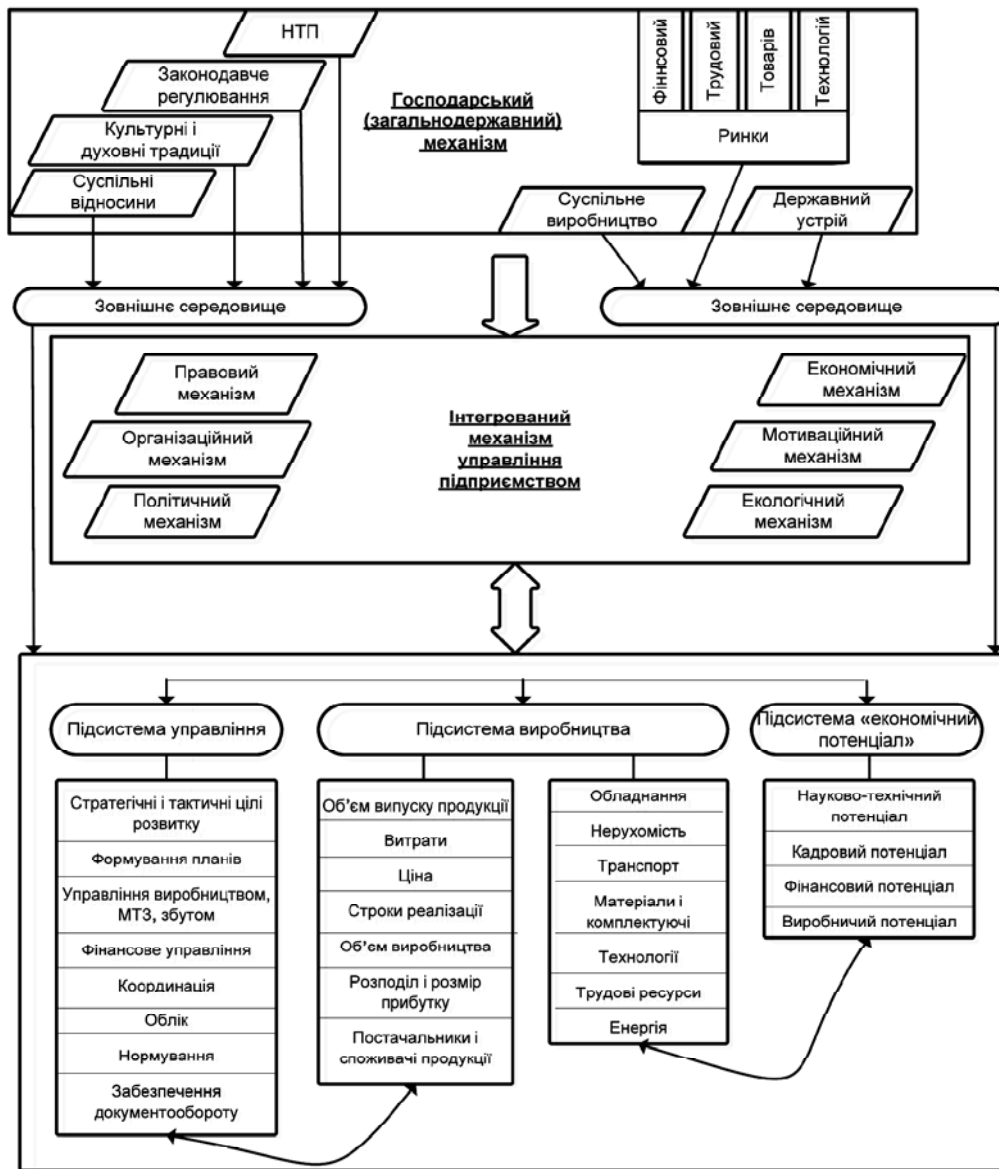 НТП
Законодавче
регулювання
Культурні і
духовні традиції
Суспільні
відносини
Господарський
(загальнодержавний)
механізм
Фіннсовий
Трудовий
Товарів
Технологій
Ринки
Суспільне
виробництво
Державний
устрій
Зовнішнє середовище
Зовнішнє середовище
Правовий
механізм
Організаційний
механізм
Політичний
механізм
Інтегрований
механізм
управління
підприємством
Економічний
механізм
Мотиваційний
механізм
Екологічний
механізм
Підсистема управління
Підсистема виробництва
Підсистема «економічний
потенціал»
Стратегічні і тактичні цілі
розвитку
Формування планів
Управління виробництвом,
МТЗ, збутом
Фінансове управління
Координація
Облік
Нормування
Забезпечення
документообороту
Об’єм випуску продукції
Витрати
Ціна
Строки реалізації
Об’єм виробництва
Розподіл і розмір
прибутку
Постачальники і
споживачі продукції
Обладнання
Нерухомість
Транспорт
Матеріали і
комплектуючі
Технології
Трудові ресурси
Енергія
Науково-технічний
потенціал
Кадровий потенціал
Фінансовий потенціал
Виробничий потенціал